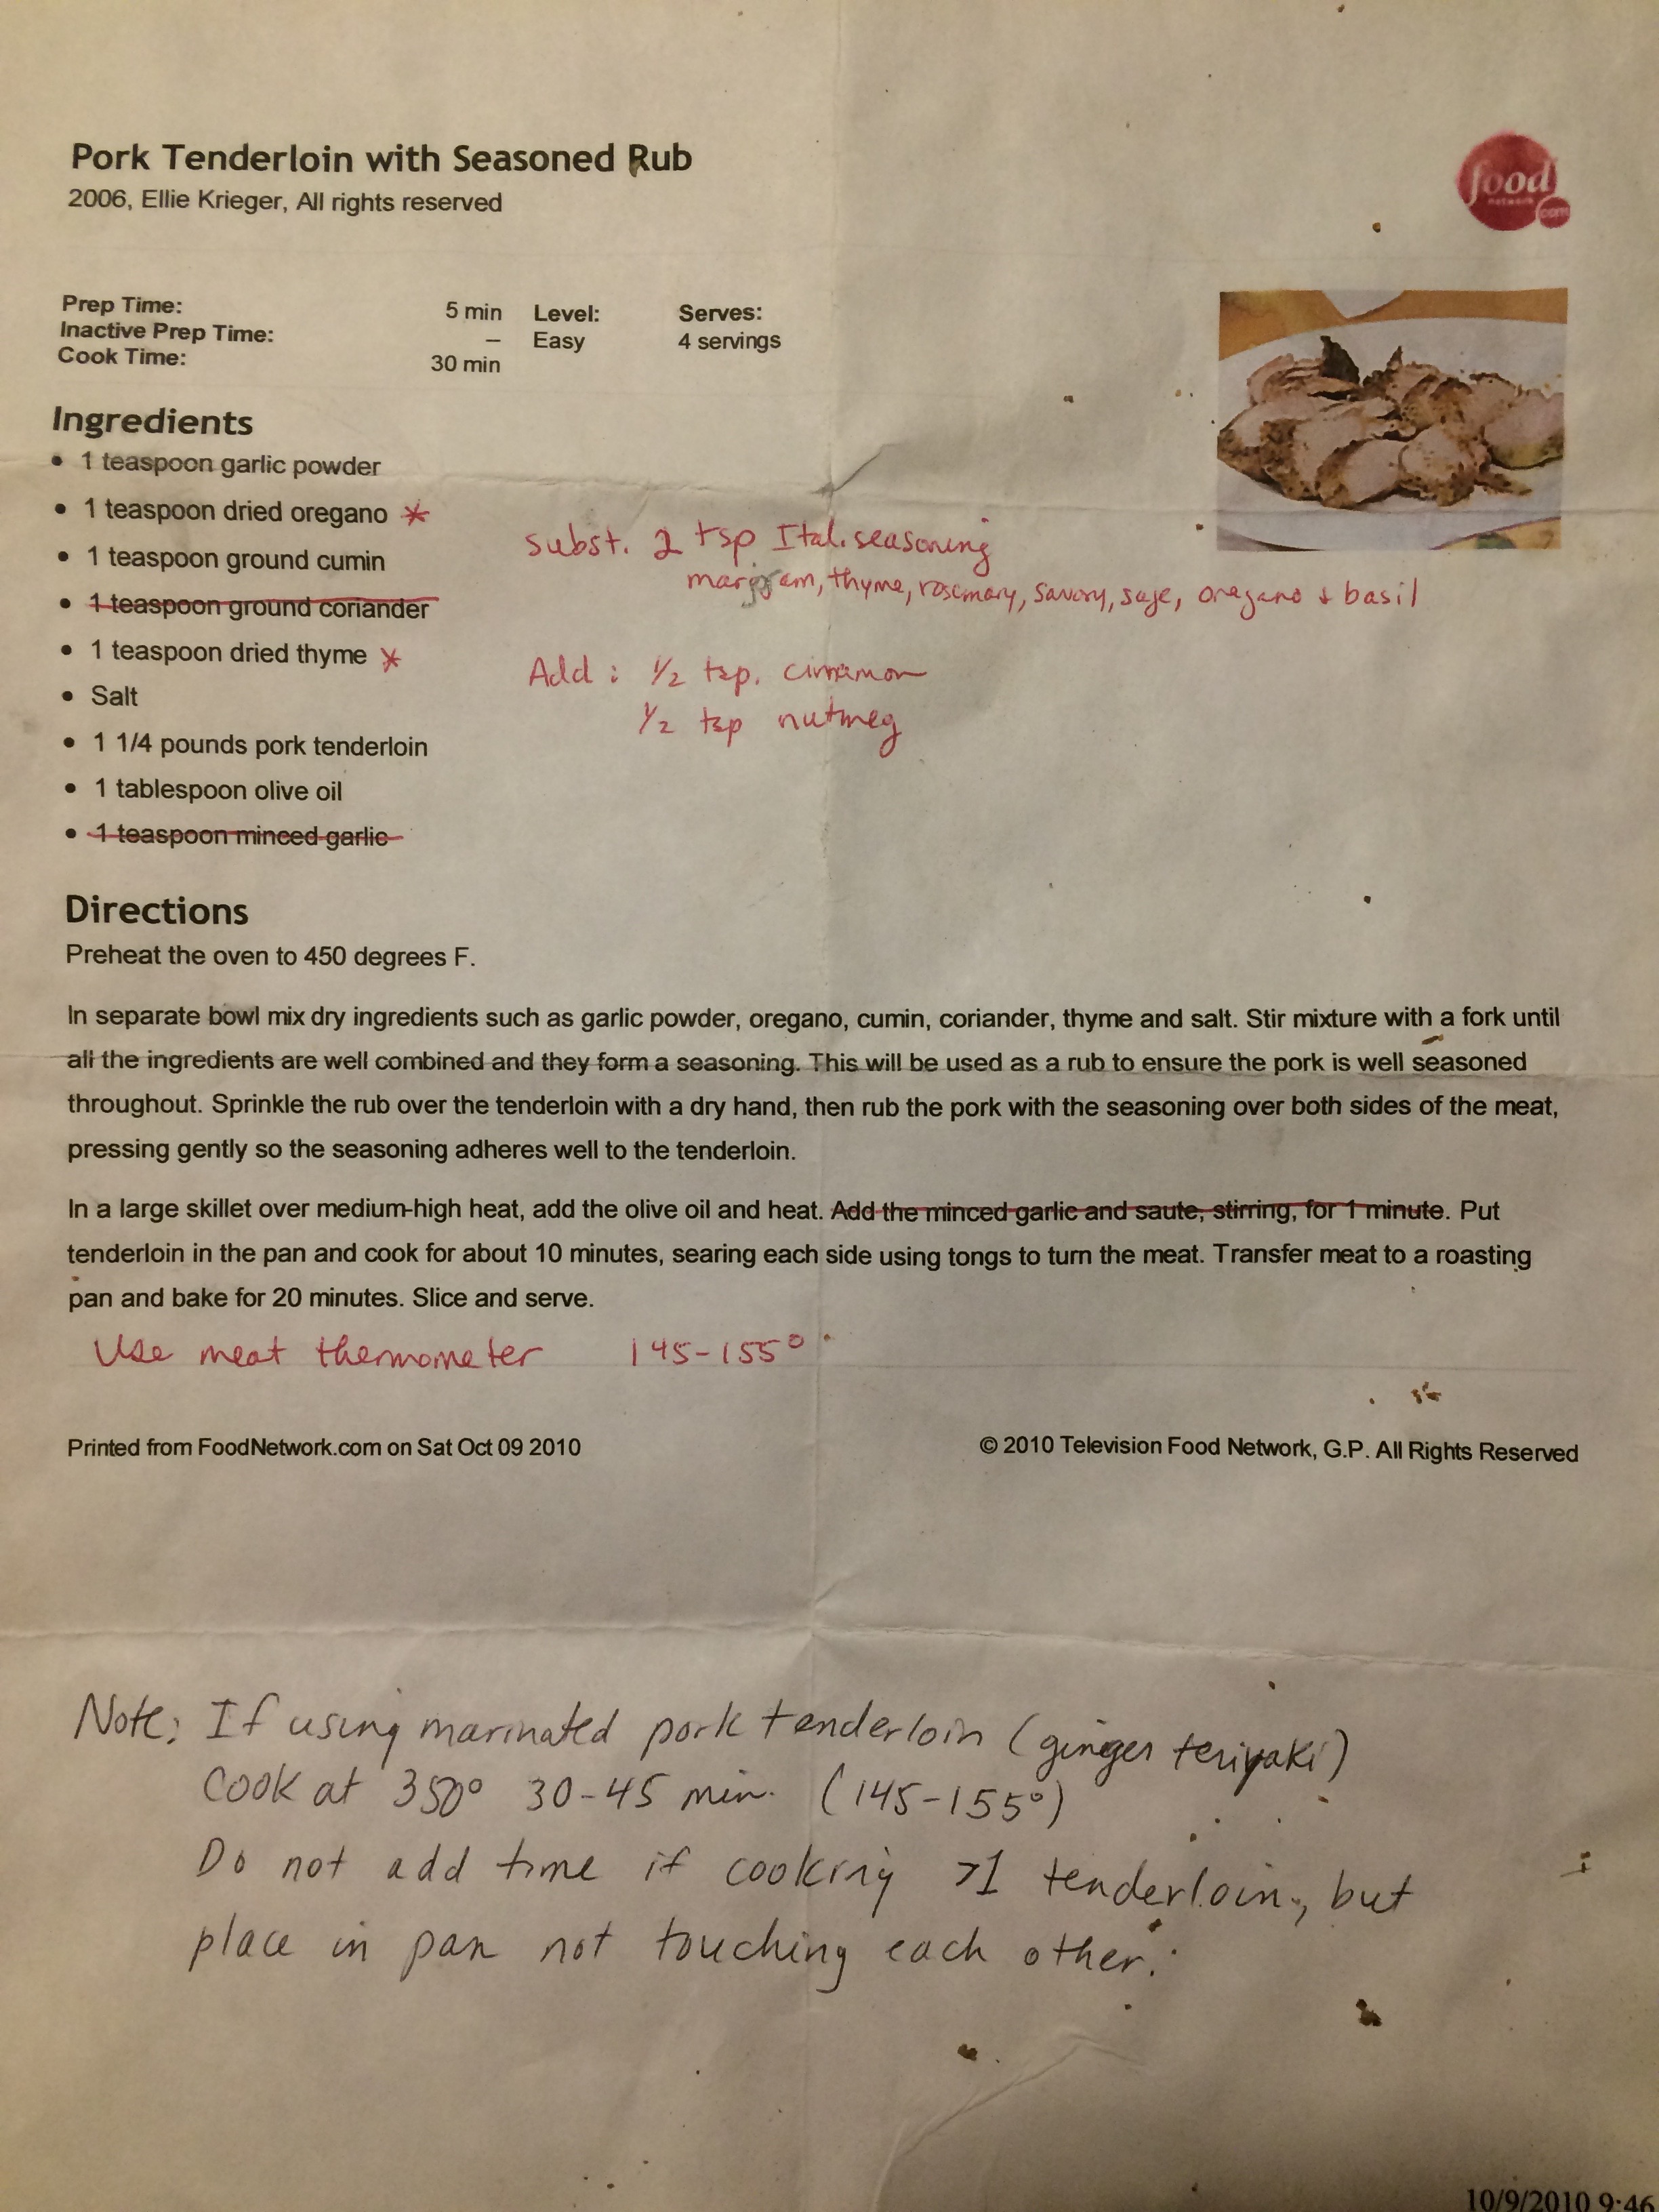 Pork Tenderloin with Seasoned Rub
2006, Ellie Krieger, All rights reserved
food
network
com
Prep Time: 5 min
Inactive Prep Time: –
Cook Time: 30 min
Level:
Easy
Serves:
4 servings
Ingredients
• 1 teaspoon garlic powder
• 1 teaspoon dried oregano *
• 1 teaspoon ground cumin
• 1 teaspoon ground coriander
• 1 teaspoon dried thyme *
• Salt
• 1 1/4 pounds pork tenderloin
• 1 tablespoon olive oil
• 1 teaspoon minced garlic
subst. 2 tsp Ital. seasoning
marjoram, thyme, rosemary, savory, sage, oregano & basil
Add: 1/2 tsp. cinnamon
1/2 tsp nutmeg
Directions
Preheat the oven to 450 degrees F.
In separate bowl mix dry ingredients such as garlic powder, oregano, cumin, coriander, thyme and salt. Stir mixture with a fork until
all the ingredients are well combined and they form a seasoning. This will be used as a rub to ensure the pork is well seasoned
throughout. Sprinkle the rub over the tenderloin with a dry hand, then rub the pork with the seasoning over both sides of the meat,
pressing gently so the seasoning adheres well to the tenderloin.
In a large skillet over medium-high heat, add the olive oil and heat. Add the minced garlic and saute, stirring, for 1 minute. Put
tenderloin in the pan and cook for about 10 minutes, searing each side using tongs to turn the meat. Transfer meat to a roasting
pan and bake for 20 minutes. Slice and serve.
Use meat thermometer 145-155°
Printed from FoodNetwork.com on Sat Oct 09 2010
© 2010 Television Food Network, G.P. All Rights Reserved
Note: If using marinated pork tenderloin (ginger teriyaki)
Cook at 350° 30-45 min. (145-155°)
Do not add time if cooking >1 tenderloin, but
place in pan not touching each other.
10/9/2010 9:46